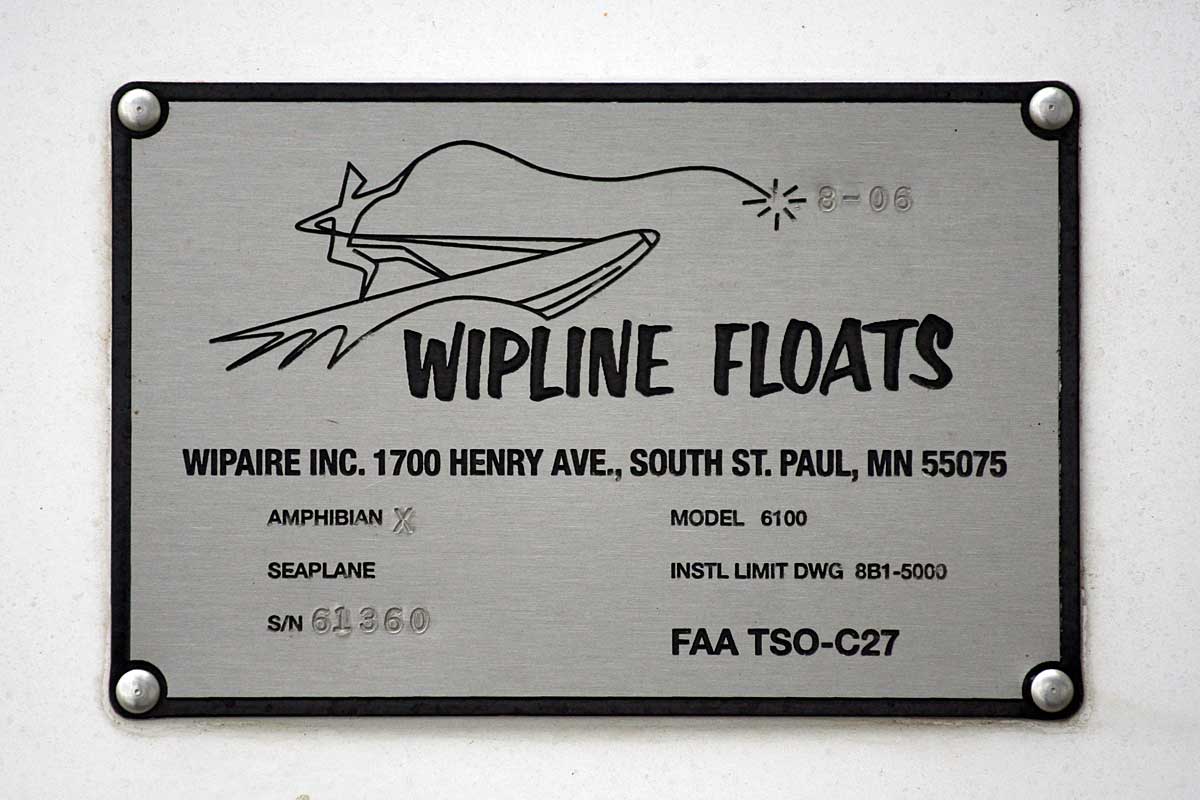 8-06
WIPLINE FLOATS
WIPAIRE INC. 1700 HENRY AVE., SOUTH ST. PAUL, MN 55075
AMPHIBIAN X
MODEL 6100
SEAPLANE
INSTL LIMIT DWG 8B1-5000
S/N 61360
FAA TSO-C27